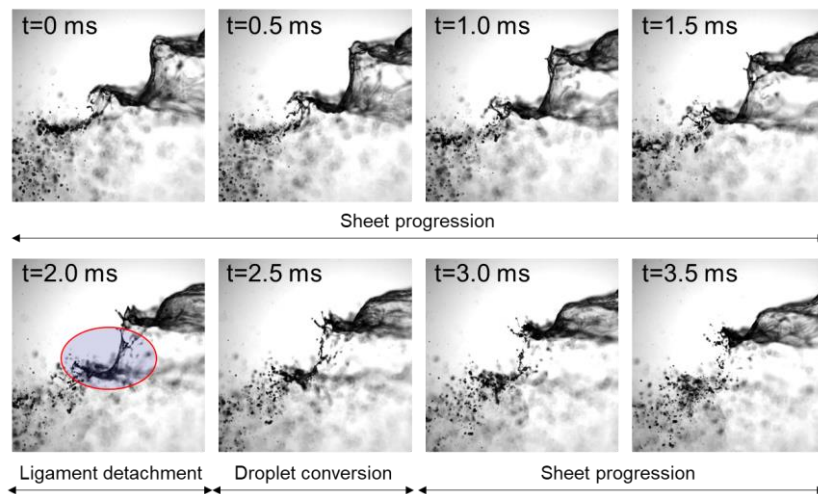 t=0 ms
t=0.5 ms
t=1.0 ms
t=1.5 ms
Sheet progression
t=2.0 ms
t=2.5 ms
t=3.0 ms
t=3.5 ms
Ligament detachment
Droplet conversion
Sheet progression